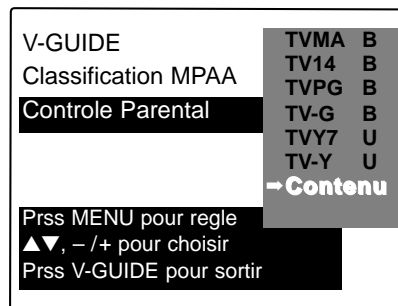 V-GUIDE
Classification MPAA
Controle Parental
TVMA B
TV14 B
TVPG B
TV-G B
TVY7 U
TV-Y U
➡Contenu
Prss MENU pour regle
▲▼, – /+ pour choisir
Prss V-GUIDE pour sortir